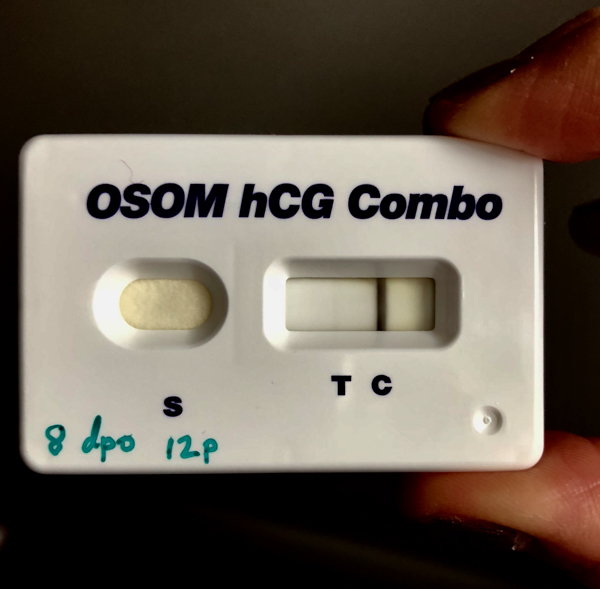 OSOM hCG Combo
T C
S
8 dpo 12p